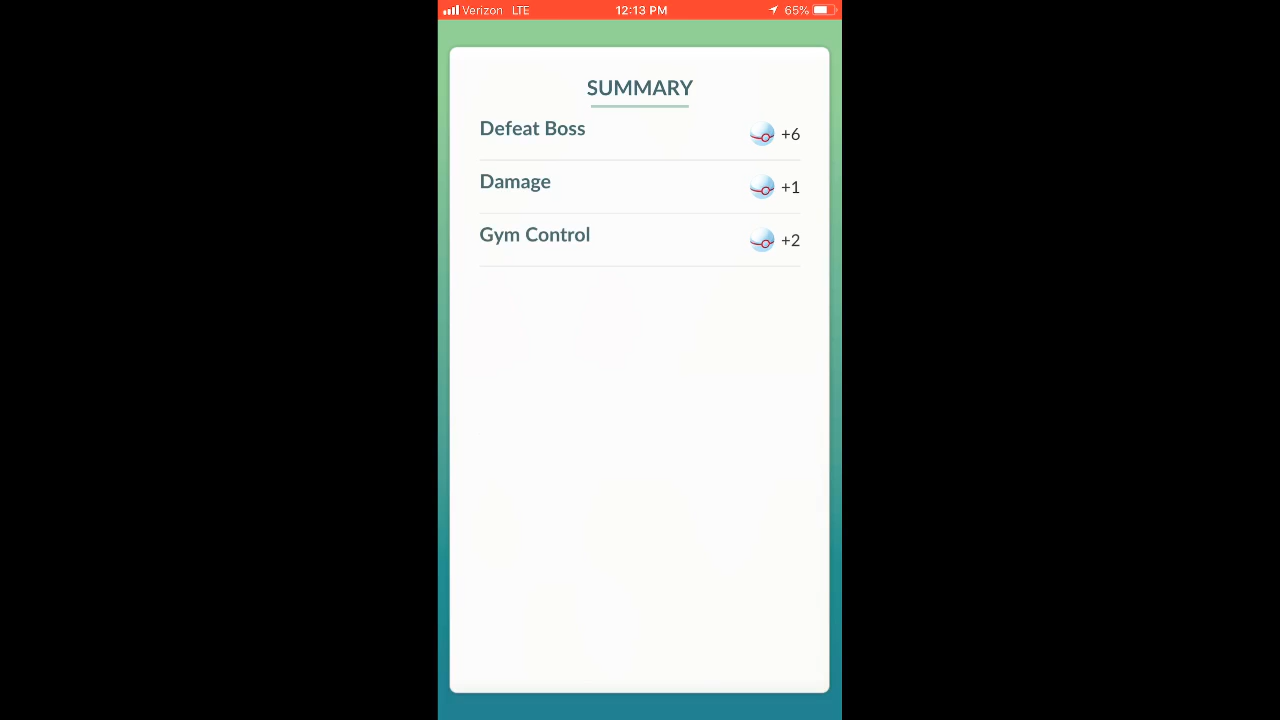 Verizon LTE 12:13 PM 65%
SUMMARY
Defeat Boss +6
Damage +1
Gym Control +2